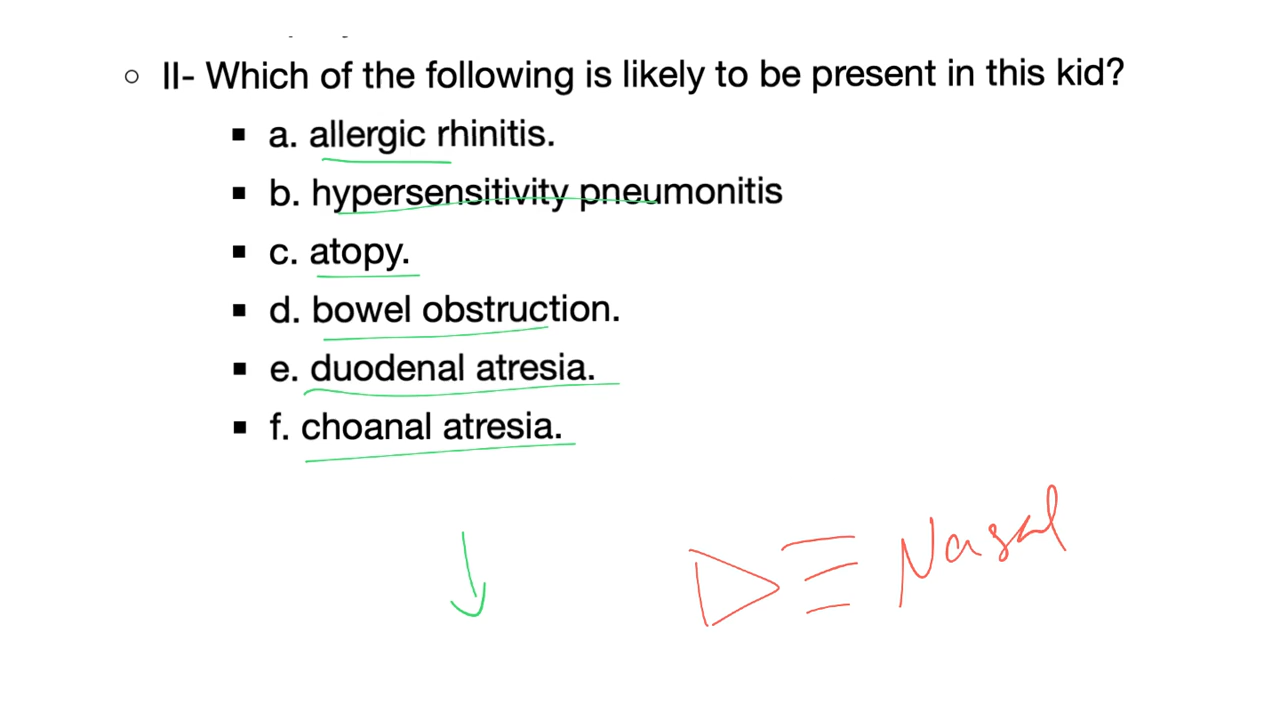 II- Which of the following is likely to be present in this kid?
a. allergic rhinitis.
b. hypersensitivity pneumonitis
c. atopy.
d. bowel obstruction.
e. duodenal atresia.
f. choanal atresia.
Nasal